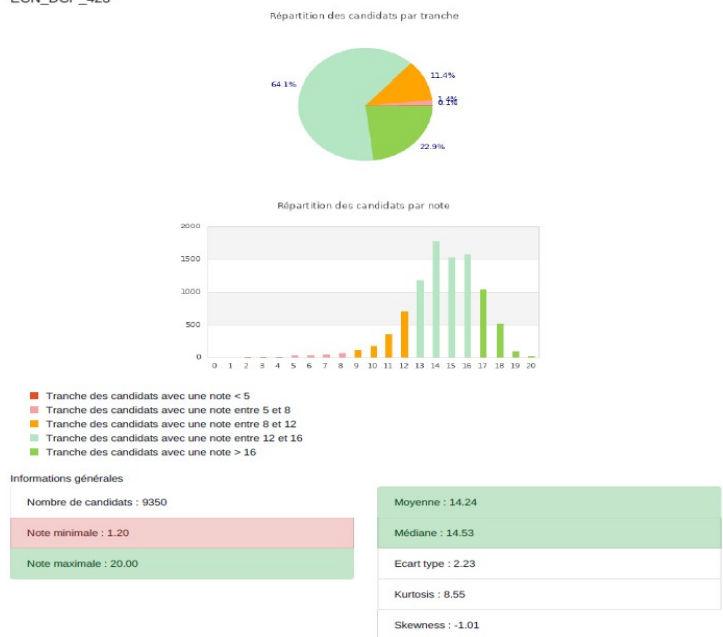 Répartition des candidats par tranche
64.1%
11.4%
1.4%
0.1%
22.9%
Répartition des candidats par note
2000
1500
1000
500
0
0 1 2 3 4 5 6 7 8 9 10 11 12 13 14 15 16 17 18 19 20
Tranche des candidats avec une note < 5
Tranche des candidats avec une note entre 5 et 8
Tranche des candidats avec une note entre 8 et 12
Tranche des candidats avec une note entre 12 et 16
Tranche des candidats avec une note > 16
Informations générales
Nombre de candidats : 9350
Note minimale : 1.20
Note maximale : 20.00
Moyenne : 14.24
Médiane : 14.53
Ecart type : 2.23
Kurtosis : 8.55
Skewness : -1.01